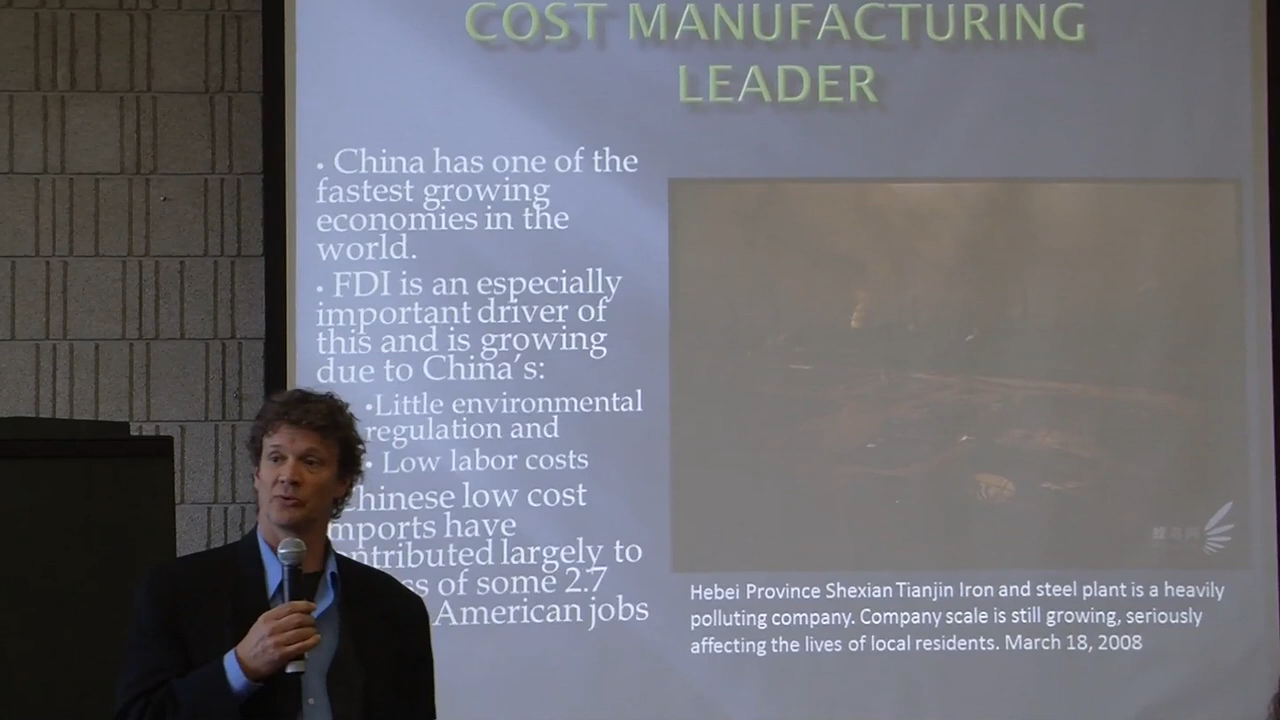 COST MANUFACTURING
LEADER
• China has one of the
fastest growing
economies in the
world.
• FDI is an especially
important driver of
this and is growing
due to China's:
•Little environmental
regulation and
• Low labor costs
low cost
have
largely to
of some 2.7
American jobs
Hebei Province Shexian Tianjin Iron and steel plant is a heavily
polluting company. Company scale is still growing, seriously
affecting the lives of local residents. March 18, 2008